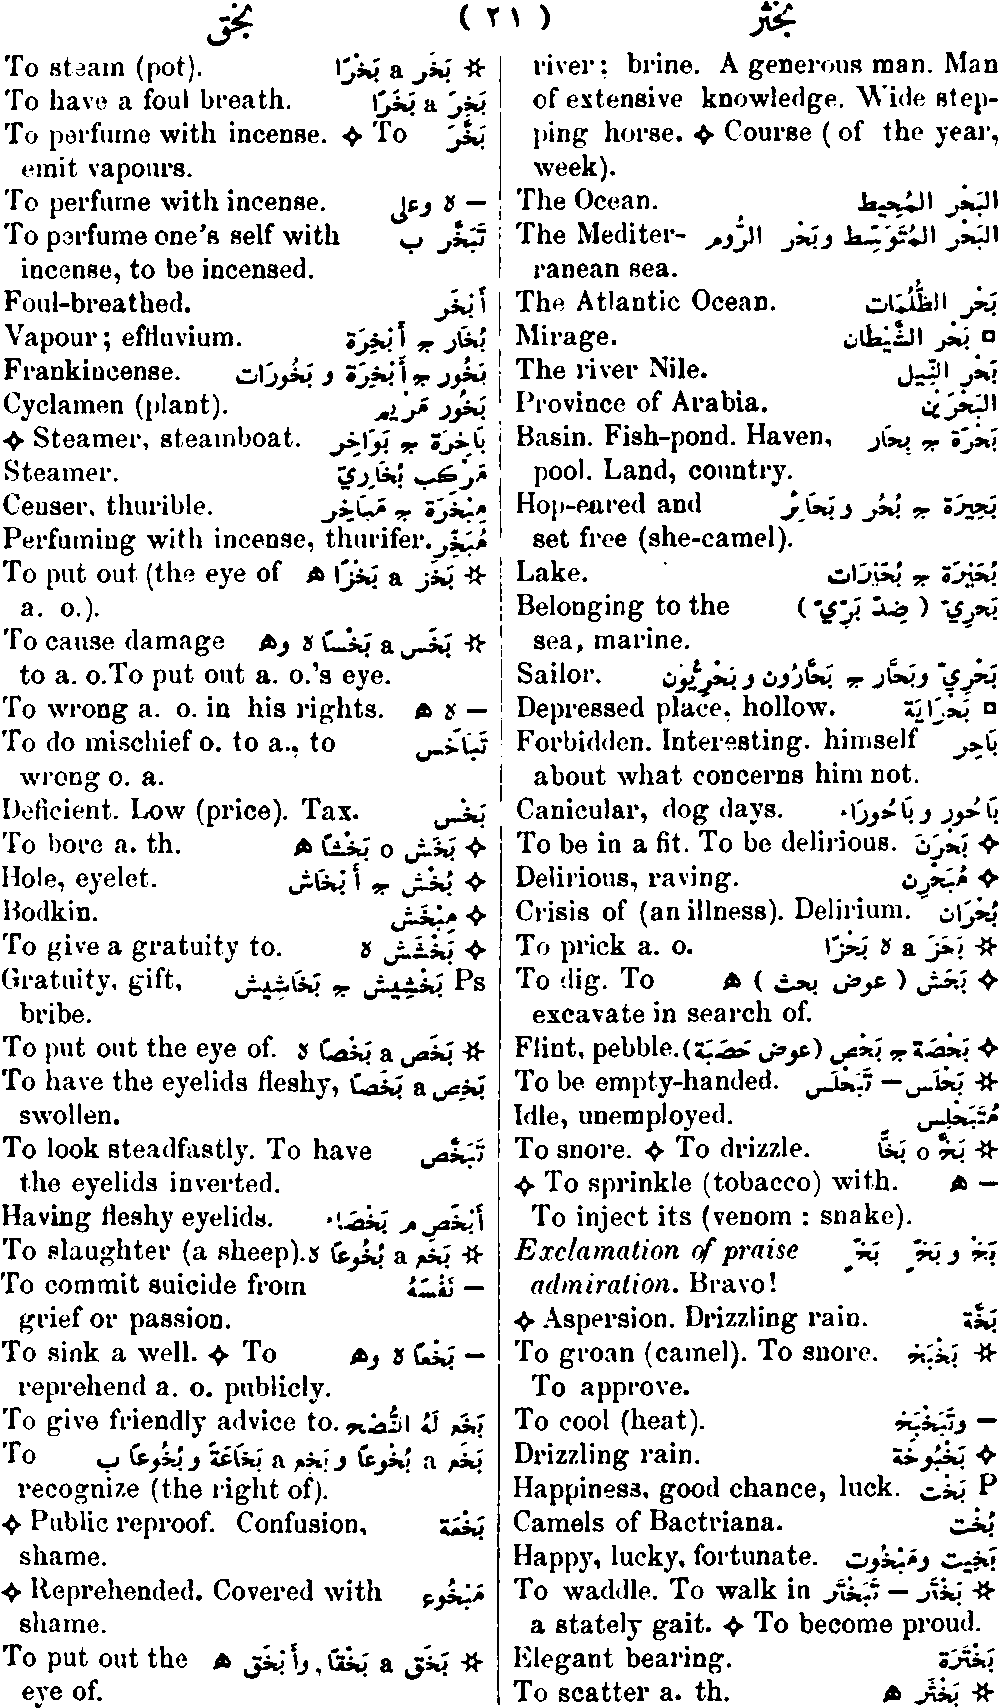 بخثر ( ٢١ ) بخق
river; brine. A generous man. Man
of extensive knowledge. Wide step-
ping horse. ✧ Course (of the year,
week).
The Ocean. البَحْر المُحِيط
The Mediter- البَحْر المُتَوَسِّط وبَحْر الرُّوم
ranean sea.
The Atlantic Ocean. بَحْر الظُّلُمَات
Mirage. بَحْر الشَّيْطَان ▫
The river Nile. بَحْر النِّيل
Province of Arabia. البَحْرَيْن
Basin. Fish-pond. Haven, بَحْرَة ج بِحَار
pool. Land, country.
Hop-eared and بَحِيرَة ج بُحُر وبَحَائِر
set free (she-camel).
Lake. بُحَيْرَة ج بُحَيْرَات
Belonging to the بَحْرِيّ ( ضِدّ بَرِّيّ )
sea, marine.
Sailor. بَحْرِيّ وبَحَّار ج بَحَّارُون وبَحْرِيُّون
Depressed place, hollow. بَحْرَايَة ▫
Forbidden. Interesting. himself بَاحِر
about what concerns him not.
Canicular, dog days. بَاحُور وبَاحُورَاء
To be in a fit. To be delirious. بَحْرَنَ ✧
Delirious, raving. مُبَحْرِن ✧
Crisis of (an illness). Delirium. بُحْرَان
To prick a. o. بَحَزَ a ه بَحْزًا ☆
To dig. To بَحَش ( عوض بحث ) ه ✧
excavate in search of.
Flint, pebble. بَحْصَة ج بَحْص (عوض حَصَبَة) ✧
To be empty-handed. بَحْلَس — تَبَحْلَس ☆
Idle, unemployed. مُتَبَحْلِس
To snore. ✧ To drizzle. بَخَّ o بَخًّا ☆
✧ To sprinkle (tobacco) with. — ه
To inject its (venom : snake).
Exclamation of praise بَخْ وبَخٍ بَخٍ
admiration. Bravo!
✧ Aspersion. Drizzling rain. بَخَّة
To groan (camel). To snore. بَخْبَخ ☆
To approve.
To cool (heat). — وتَبَخْبَخ
Drizzling rain. بَخْبُوخَة ✧
Happiness, good chance, luck. بَخْت P
Camels of Bactriana. بُخْت
Happy, lucky, fortunate. بَخِيت ومَبْخُوت
To waddle. To walk in بَخْتَر — تَبَخْتَر ☆
a stately gait. ✧ To become proud.
Elegant bearing. بَخْتَرَة
To scatter a. th. بَخْثَر ه ☆
To steam (pot). بَخَر a بَخْرًا ☆
To have a foul breath. بَخِرَ a بَخَرًا
To perfume with incense. ✧ To بَخَّرَ
emit vapours.
To perfume with incense. — ه وعلى
To perfume one's self with تَبَخَّر ب
incense, to be incensed.
Foul-breathed. أَبْخَر
Vapour; effluvium. بُخَار ج أَبْخِرَة
Frankincense. بَخُور ج أَبْخِرَة و بَخُورَات
Cyclamen (plant). بَخُور مَرْيَم
✧ Steamer, steamboat. بَاخِرَة ج بَوَاخِر
Steamer. مَرْكَب بُخَارِيّ
Censer, thurible. مِبْخَرَة ج مَبَاخِر
Perfuming with incense, thurifer. مُبَخِّر
To put out (the eye of بَخَز a بَخْزًا ه ☆
a. o.).
To cause damage بَخَس a بَخْسًا ه وه ☆
to a. o.To put out a. o.'s eye.
To wrong a. o. in his rights. — ه ه
To do mischief o. to a., to تَبَاخَس
wrong o. a.
Deficient. Low (price). Tax. بَخْس
To bore a. th. بَخَش o بَخْشًا ه ✧
Hole, eyelet. بُخْش ج أَبْخَاش ✧
Bodkin. مِبْخَش ✧
To give a gratuity to. بَخْشَش ه ✧
Gratuity, gift, بَخْشِيش ج بَخَاشِيش Ps
bribe.
To put out the eye of. بَخَص a بَخْصًا ه ☆
To have the eyelids fleshy, بَخِص a بَخَصًا
swollen.
To look steadfastly. To have تَبَخَّص
the eyelids inverted.
Having fleshy eyelids. أَبْخَص م بَخْصَاء
To slaughter (a sheep). بَخَع a بُخُوعًا ه ☆
To commit suicide from — نَفْسَهُ
grief or passion.
To sink a well. ✧ To — بَخْعًا ه وه
reprehend a. o. publicly.
To give friendly advice to. بَخَع لَهُ النُّصْح
To بَخَع a بُخُوعًا وبَخِع a بَخَاعَةً وبُخُوعًا ب
recognize (the right of).
✧ Public reproof. Confusion, بَخْعَة
shame.
✧ Reprehended. Covered with مَبْخُوع
shame.
To put out the بَخَق a بَخْقًا, وأَبْخَق ه ☆
eye of.